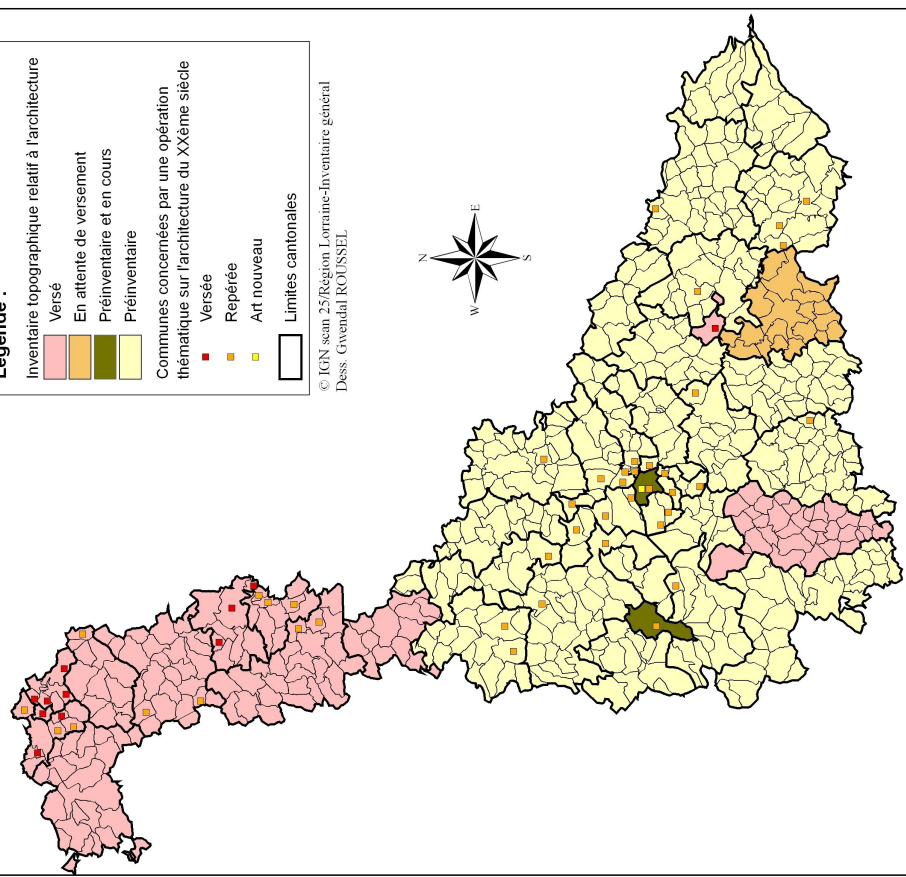 Légende :
Inventaire topographique relatif à l'architecture
Versé
En attente de versement
Préinventaire et en cours
Préinventaire
Communes concernées par une opération
thématique sur l'architecture du XXème siècle
Versée
Repérée
Art nouveau
Limites cantonales
© IGN scan 25/Région Lorraine-Inventaire général
Dess. Gwendal ROUSSEL
N
W
E
S